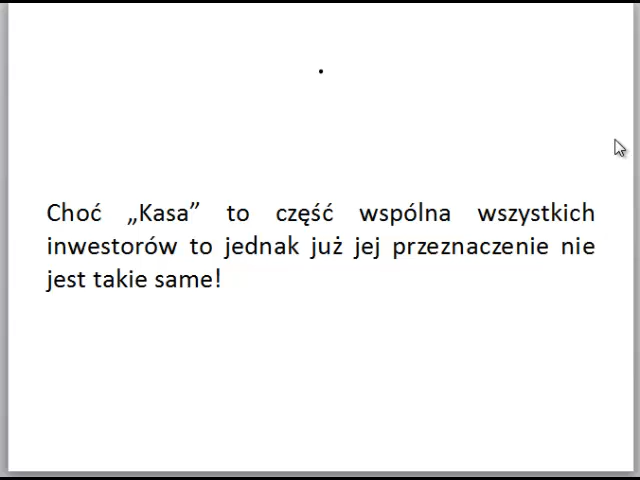 .
Choć „Kasa” to część wspólna wszystkich
inwestorów to jednak już jej przeznaczenie nie
jest takie same!